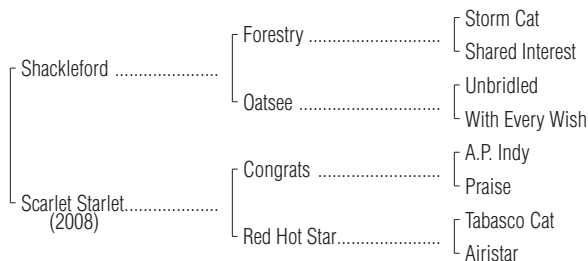 Storm Cat
Forestry ..............................
Shared Interest
Shackleford .......................
Unbridled
Oatsee .................................
With Every Wish
A.P. Indy
Congrats .............................
Praise
Scarlet Starlet.....................
(2008)
Tabasco Cat
Red Hot Star........................
Airistar